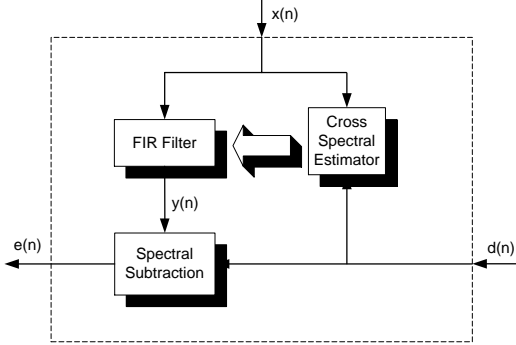 x(n)
FIR Filter
Cross
Spectral
Estimator
y(n)
e(n)
Spectral
Subtraction
d(n)